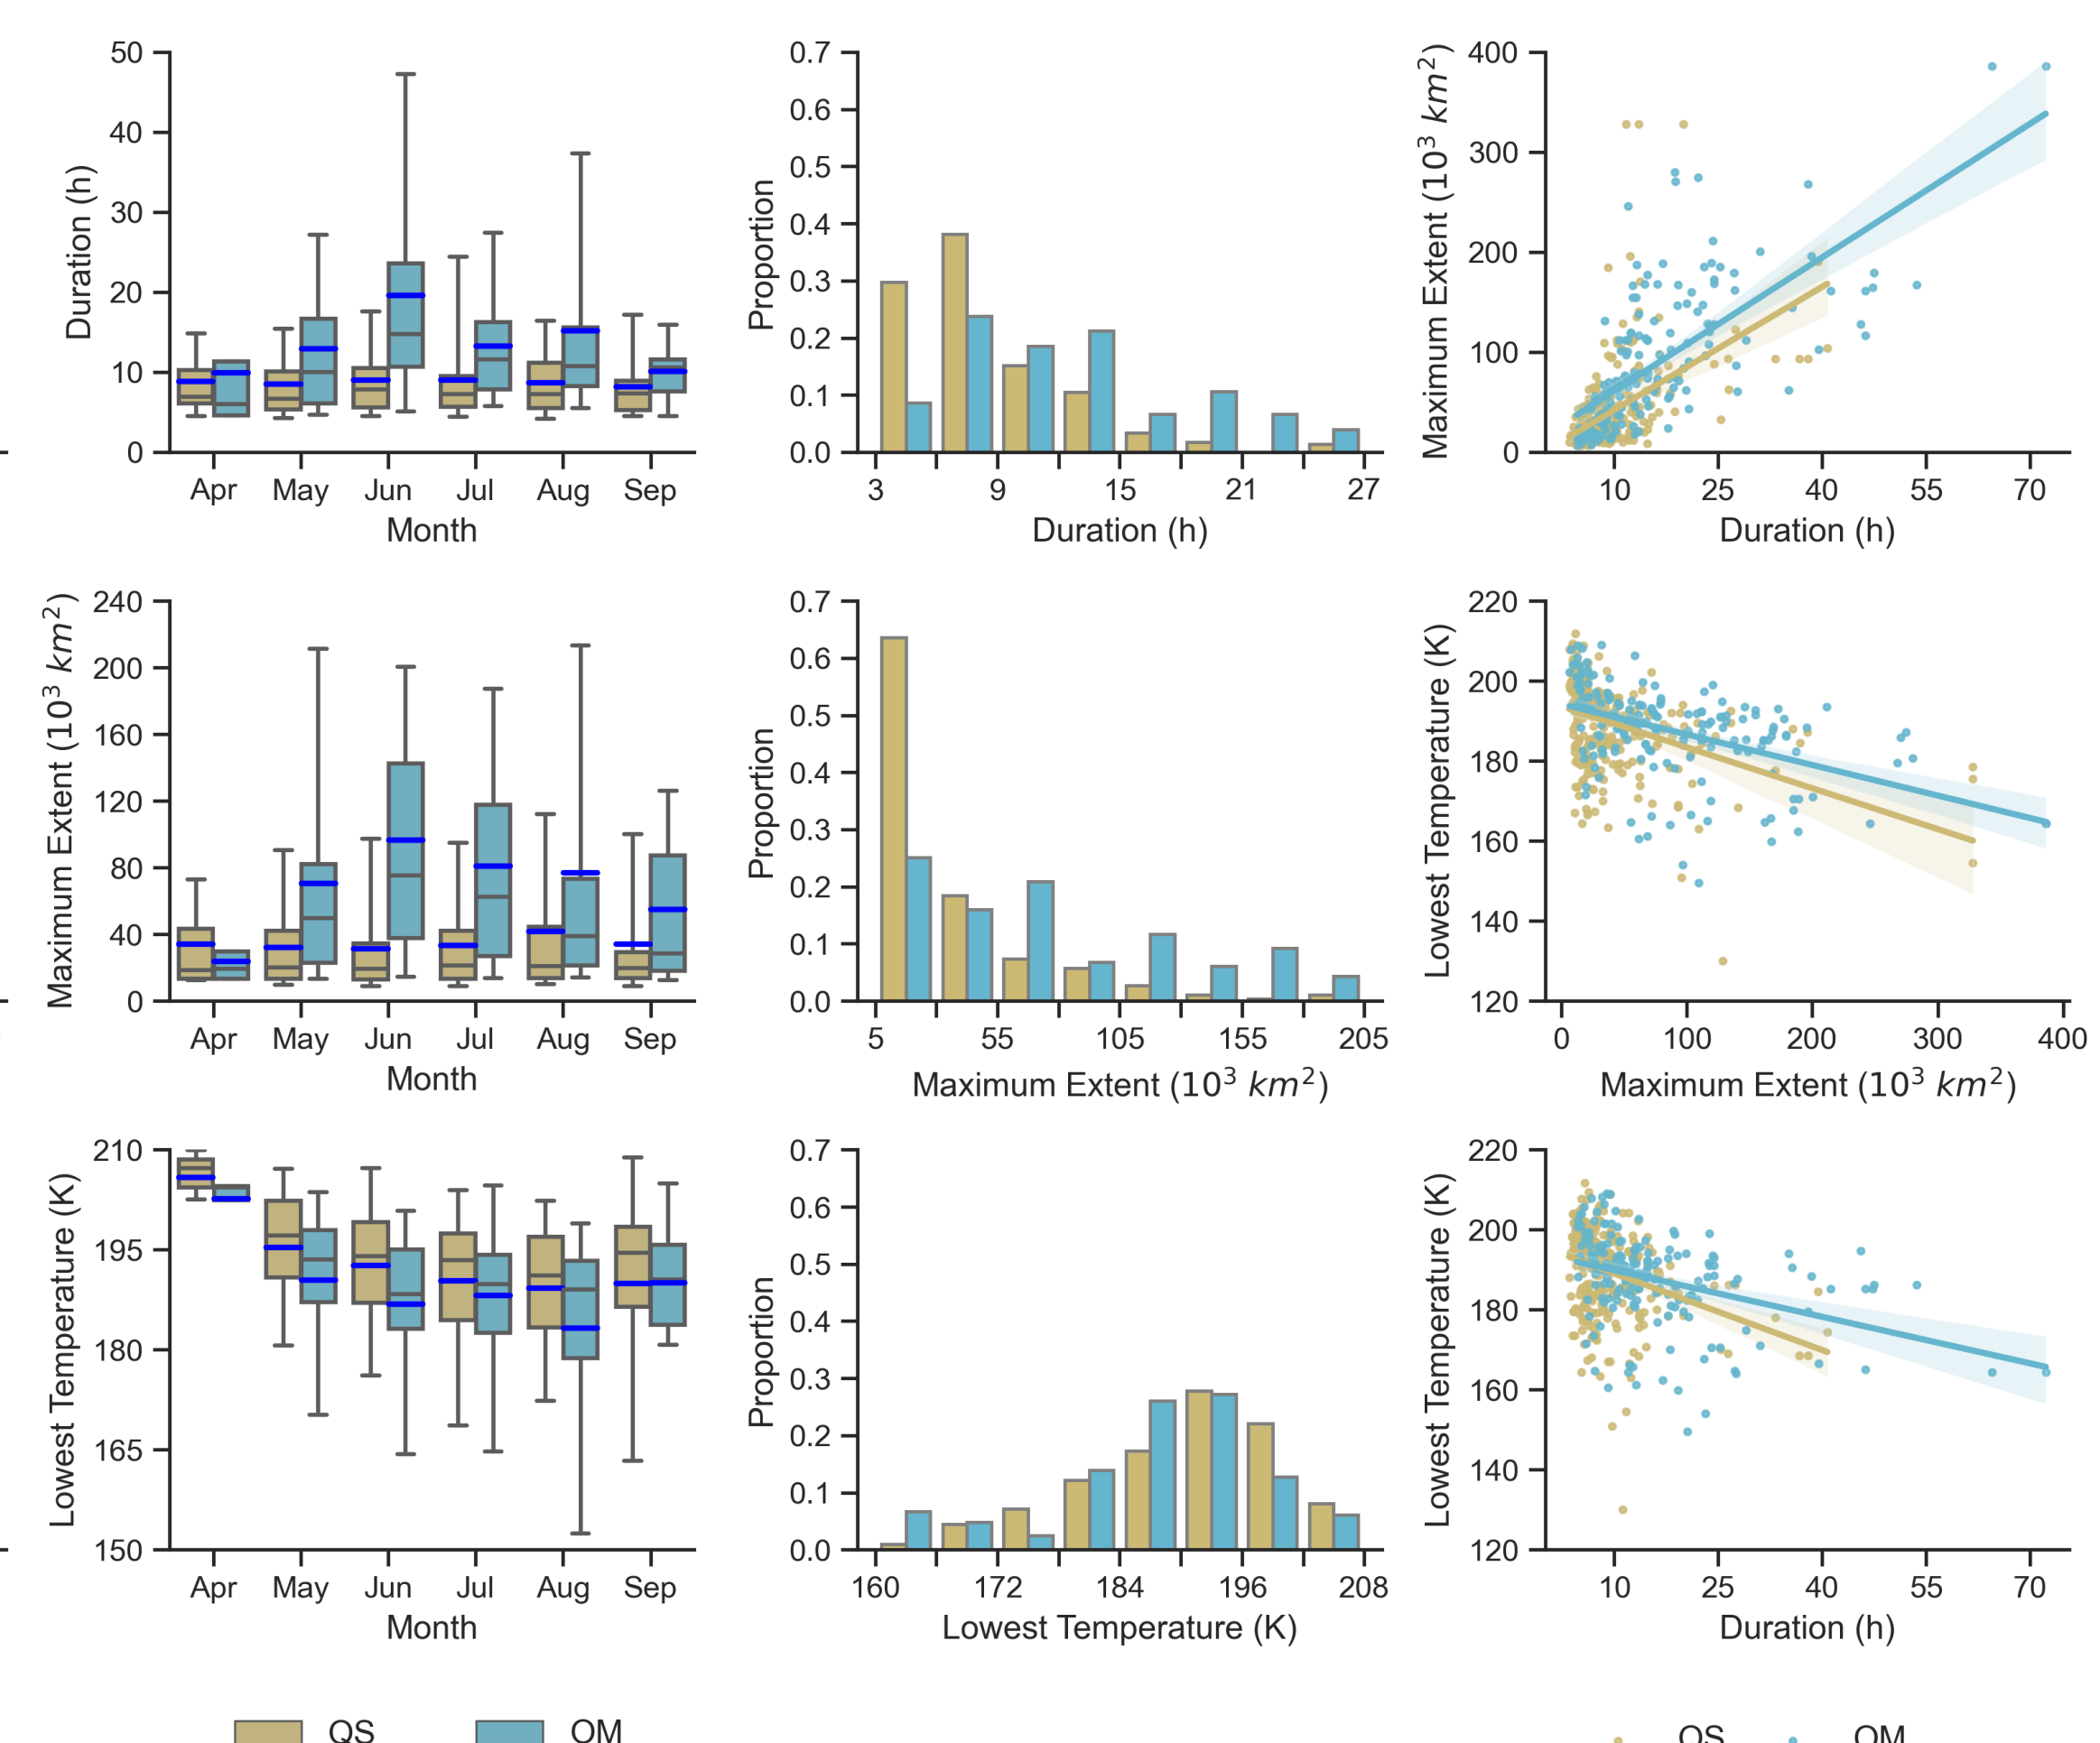 50
40
30
20
10
0
Duration (h)
Apr May Jun Jul Aug Sep
Month
0.7
0.6
0.5
0.4
0.3
0.2
0.1
0.0
Proportion
3 9 15 21 27
Duration (h)
400
300
200
100
0
Maximum Extent (10³ km²)
10 25 40 55 70
Duration (h)
240
200
160
120
80
40
0
Maximum Extent (10³ km²)
Apr May Jun Jul Aug Sep
Month
0.7
0.6
0.5
0.4
0.3
0.2
0.1
0.0
Proportion
5 55 105 155 205
Maximum Extent (10³ km²)
220
200
180
160
140
120
Lowest Temperature (K)
0 100 200 300 400
Maximum Extent (10³ km²)
210
195
180
165
150
Lowest Temperature (K)
Apr May Jun Jul Aug Sep
Month
0.7
0.6
0.5
0.4
0.3
0.2
0.1
0.0
Proportion
160 172 184 196 208
Lowest Temperature (K)
220
200
180
160
140
120
Lowest Temperature (K)
10 25 40 55 70
Duration (h)
QS OM
QS OM